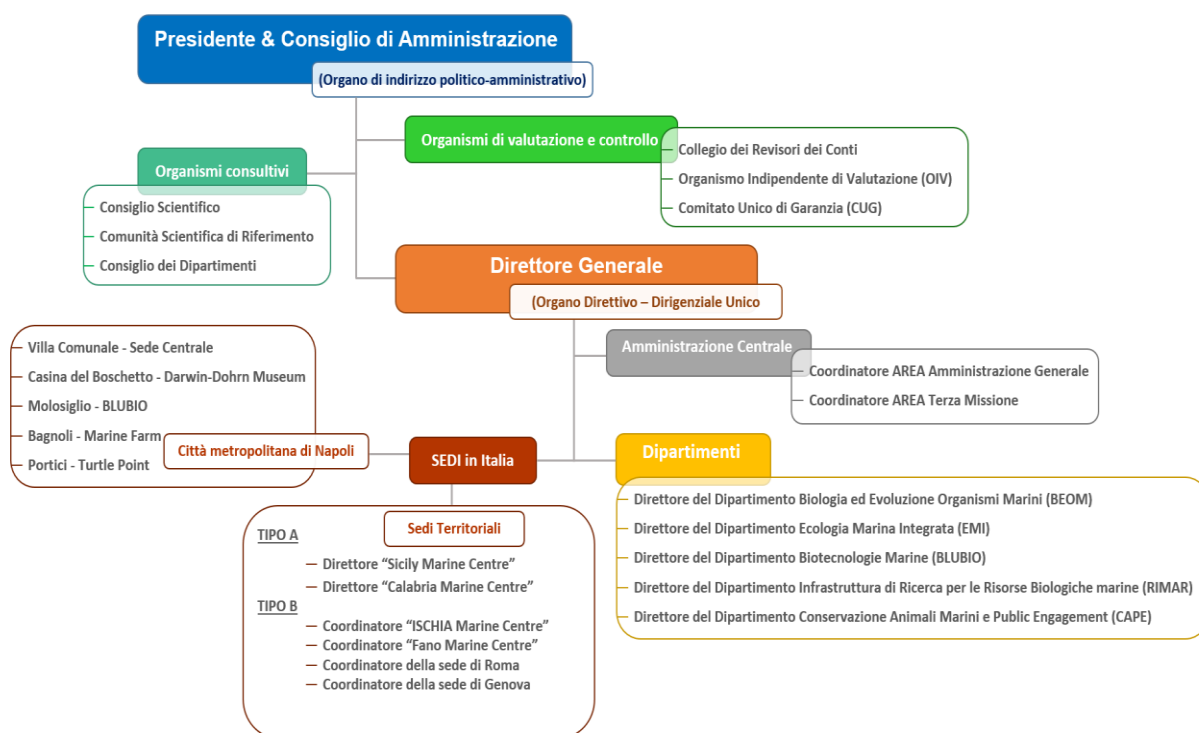 Presidente & Consiglio di Amministrazione
(Organo di indirizzo politico-amministrativo)
Organismi di valutazione e controllo
Collegio dei Revisori dei Conti
Organismo Indipendente di Valutazione (OIV)
Comitato Unico di Garanzia (CUG)
Organismi consultivi
Consiglio Scientifico
Comunità Scientifica di Riferimento
Consiglio dei Dipartimenti
Direttore Generale
(Organo Direttivo – Dirigenziale Unico
Amministrazione Centrale
Coordinatore AREA Amministrazione Generale
Coordinatore AREA Terza Missione
Villa Comunale - Sede Centrale
Casina del Boschetto - Darwin-Dohrn Museum
Molosiglio - BLUBIO
Bagnoli - Marine Farm
Portici - Turtle Point
Città metropolitana di Napoli
SEDI in Italia
Dipartimenti
Direttore del Dipartimento Biologia ed Evoluzione Organismi Marini (BEOM)
Direttore del Dipartimento Ecologia Marina Integrata (EMI)
Direttore del Dipartimento Biotecnologie Marine (BLUBIO)
Direttore del Dipartimento Infrastruttura di Ricerca per le Risorse Biologiche marine (RIMAR)
Direttore del Dipartimento Conservazione Animali Marini e Public Engagement (CAPE)
Sedi Territoriali
TIPO A
Direttore “Sicily Marine Centre”
Direttore “Calabria Marine Centre”
TIPO B
Coordinatore “ISCHIA Marine Centre”
Coordinatore “Fano Marine Centre”
Coordinatore della sede di Roma
Coordinatore della sede di Genova